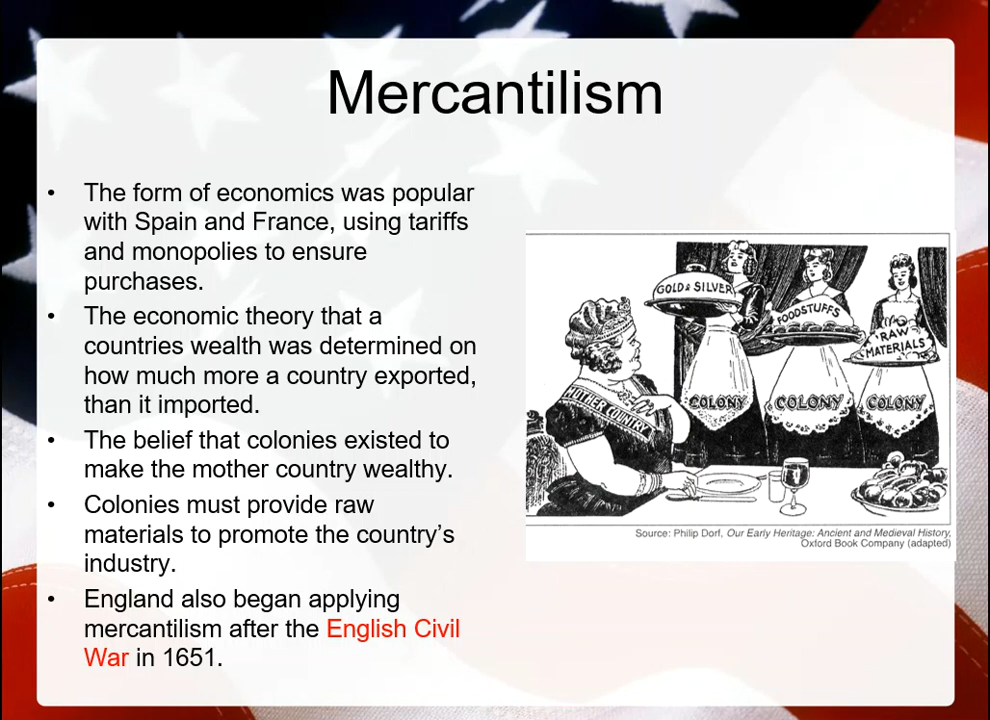 Mercantilism
• The form of economics was popular
with Spain and France, using tariffs
and monopolies to ensure
purchases.
• The economic theory that a
countries wealth was determined on
how much more a country exported,
than it imported.
• The belief that colonies existed to
make the mother country wealthy.
• Colonies must provide raw
materials to promote the country’s
industry.
• England also began applying
mercantilism after the English Civil
War in 1651.
GOLD & SILVER
FOODSTUFFS
RAW
MATERIALS
MOTHER COUNTRY
COLONY
COLONY
COLONY
Source: Philip Dorf, Our Early Heritage: Ancient and Medieval History,
Oxford Book Company (adapted)